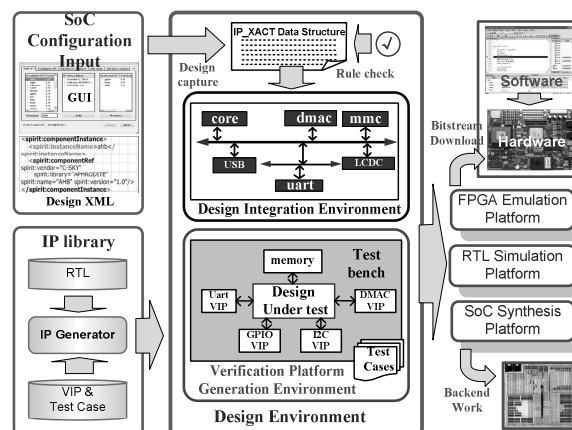 SoC
Configuration
Input
GUI
<spirit:componentInstance>
<spirit:instanceName>ahb</
spirit:instanceName>
<spirit:componentRef
spirit:vendor="C-SKY"
spirit:library="APHRODITE"
spirit:name="AHB" spirit:version="1.0"/>
</spirit:componentInstance>
Design XML
IP library
RTL
IP Generator
VIP &
Test Case
Design
capture
IP_XACT Data Structure
Rule check
core
dmac
mmc
USB
LCDC
uart
Design Integration Environment
Test
bench
memory
Uart
VIP
Design
Under test
DMAC
VIP
GPIO
VIP
I2C
VIP
Test
Cases
Verification Platform
Generation Environment
Design Environment
Software
Bitstream
Download
Hardware
FPGA Emulation
Platform
RTL Simulation
Platform
SoC Synthesis
Platform
Backend
Work